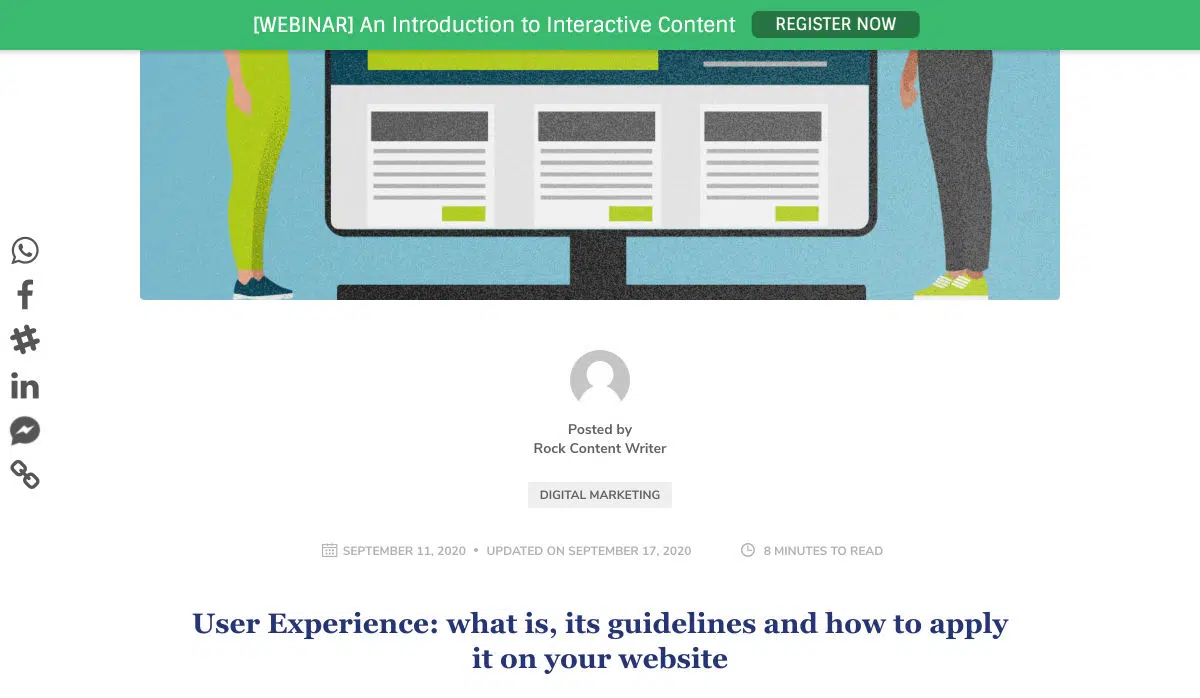 [WEBINAR] An Introduction to Interactive Content
REGISTER NOW
Posted by
Rock Content Writer
DIGITAL MARKETING
SEPTEMBER 11, 2020 • UPDATED ON SEPTEMBER 17, 2020
8 MINUTES TO READ
User Experience: what is, its guidelines and how to apply
it on your website